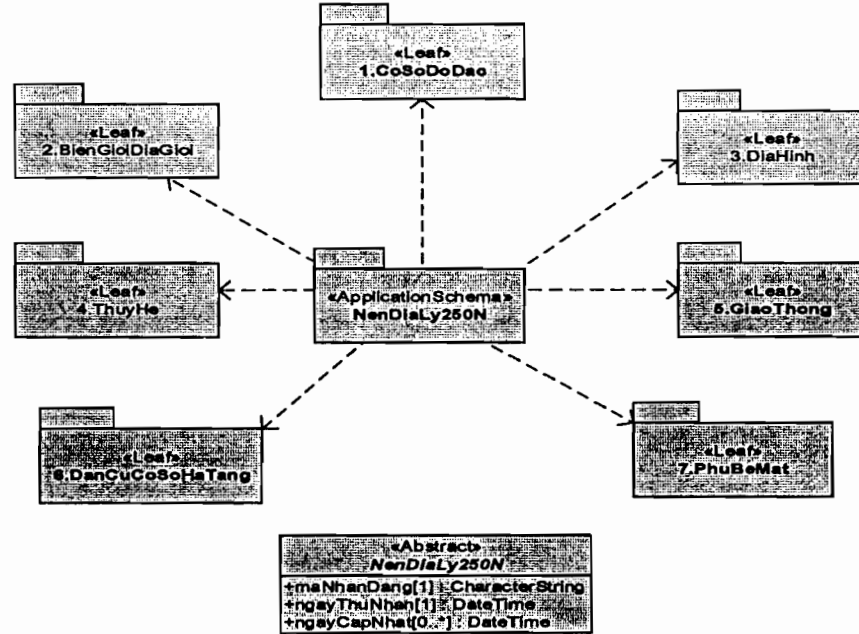 «Leaf»
1.CoSoDoDac
«Leaf»
2.BienGioiDiaGioi
«Leaf»
3.DiaHinh
«Leaf»
4.ThuyHe
«ApplicationSchema»
NenDiaLy250N
«Leaf»
5.GiaoThong
«Leaf»
6.DanCuCoSoHaTang
«Leaf»
7.PhuBeMat
«Abstract»
NenDiaLy250N
+maNhanDang[1] : CharacterString
+ngayThuNhan[1] : DateTime
+ngayCapNhat[0..*] : DateTime